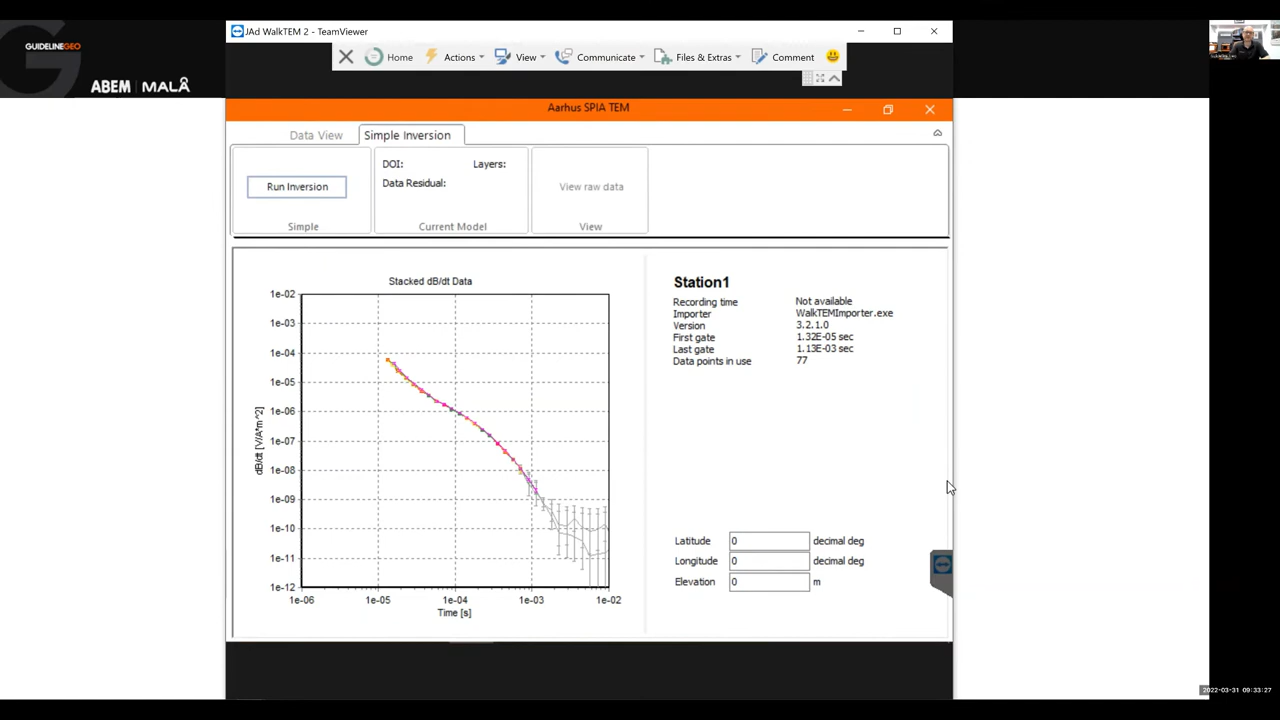 GUIDELINEGEO
ABEM MALÅ
JAd WalkTEM 2 - TeamViewer
Home Actions View Communicate Files & Extras Comment
Aarhus SPIA TEM
Data View Simple Inversion
Run Inversion
Simple
DOI: Layers:
Data Residual:
Current Model
View raw data
View
Stacked dB/dt Data
1e-02
1e-03
1e-04
1e-05
1e-06
1e-07
1e-08
1e-09
1e-10
1e-11
1e-12
dB/dt [V/A*m^2]
1e-06 1e-05 1e-04 1e-03 1e-02
Time [s]
Station1
Recording time Not available
Importer WalkTEMImporter.exe
Version 3.2.1.0
First gate 1.32E-05 sec
Last gate 1.13E-03 sec
Data points in use 77
Latitude 0 decimal deg
Longitude 0 decimal deg
Elevation 0 m
2022-03-31 09:33:27